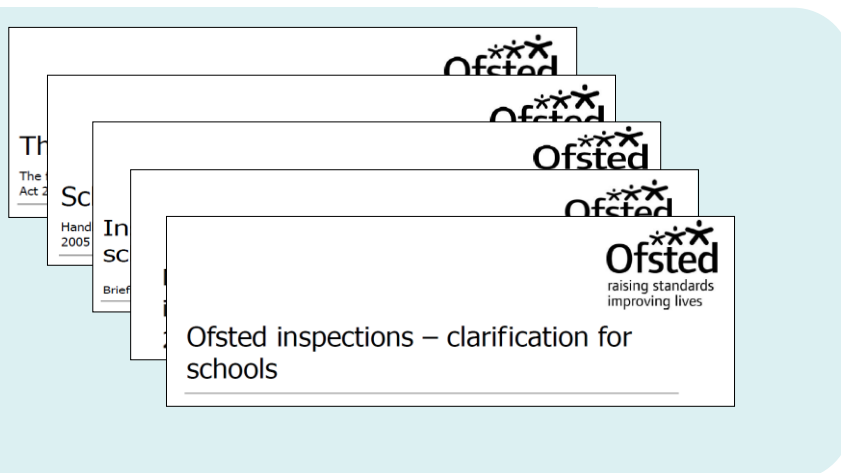 Ofsted
Ofsted
Th
The
Act 2
Ofsted
Sc
Hand
2005
Ofsted
In
sc
Brief
Ofsted
raising standards
improving lives
Ofsted inspections – clarification for
schools